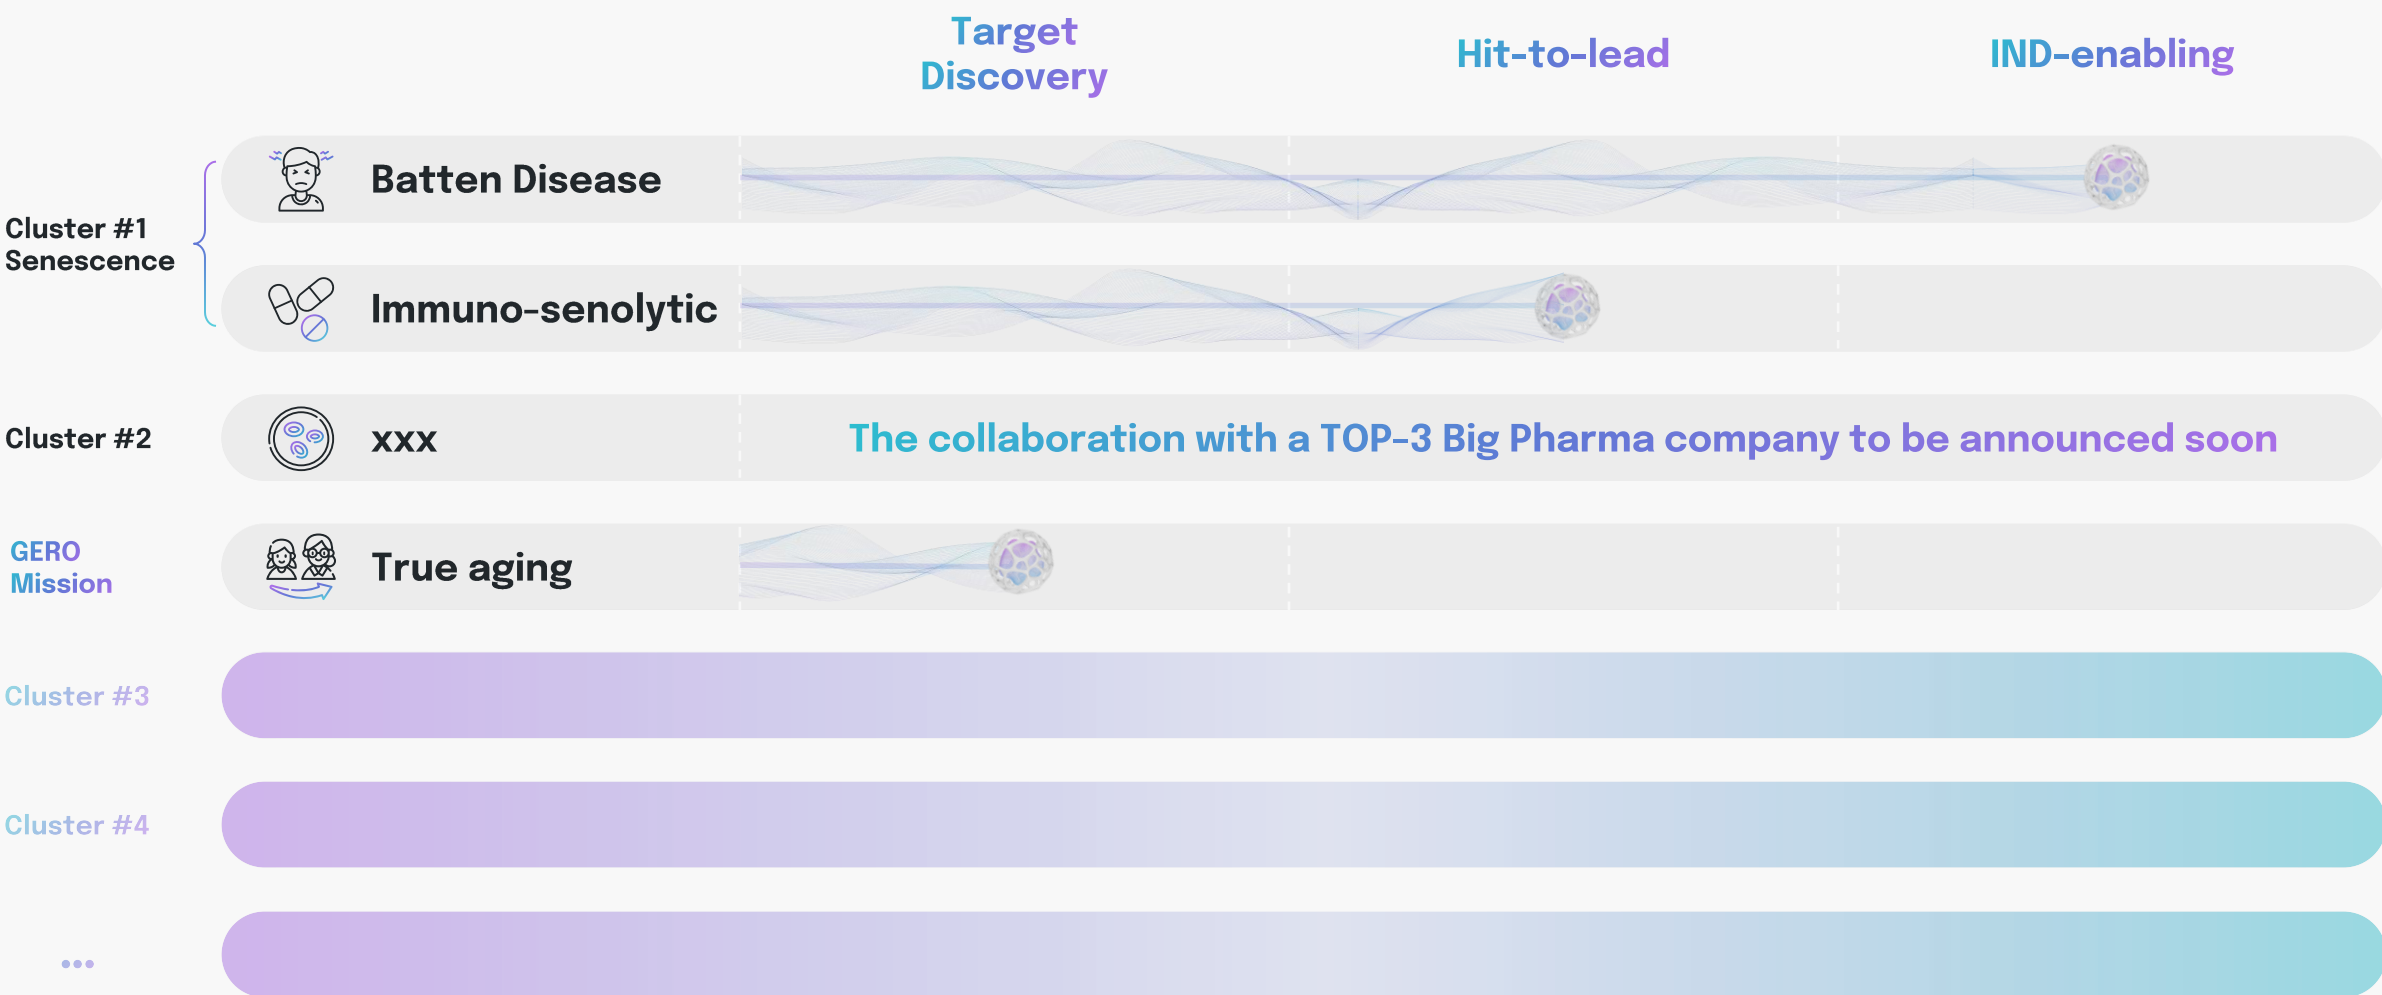 Target
Discovery
Hit-to-lead
IND-enabling
Cluster #1
Senescence
Batten Disease
Immuno-senolytic
Cluster #2
xxx
The collaboration with a TOP-3 Big Pharma company to be announced soon
GERO
Mission
True aging
Cluster #3
Cluster #4
...